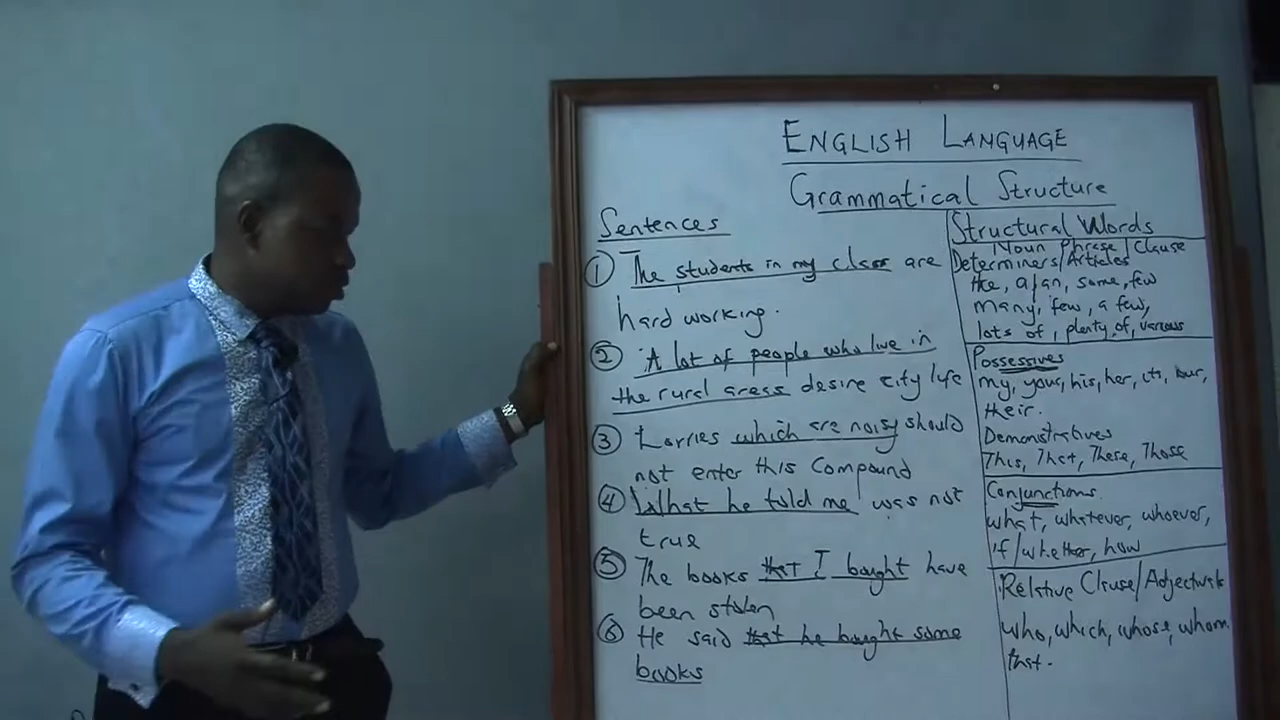 ENGLISH LANGUAGE
Grammatical Structure
Sentences
① The students in my class are
hard working.
② A lot of people who live in
the rural areas desire city life
③ Lorries which are noisy should
not enter this Compound
④ What he told me was not
true
⑤ The books that I bought have
been stolen
⑥ He said that he bought some
books
Structural Words
Noun Phrase/Clause
Determiners/Articles
the, a/an, some, few
many, few, a few,
lots of, plenty of, various
Possessives
my, your, his, her, its, our,
their.
Demonstratives
This, That, These, Those
Conjunctions
what, whatever, whoever,
if/whether, how
Relative Clause/Adjectivals
who, which, whose, whom
that.